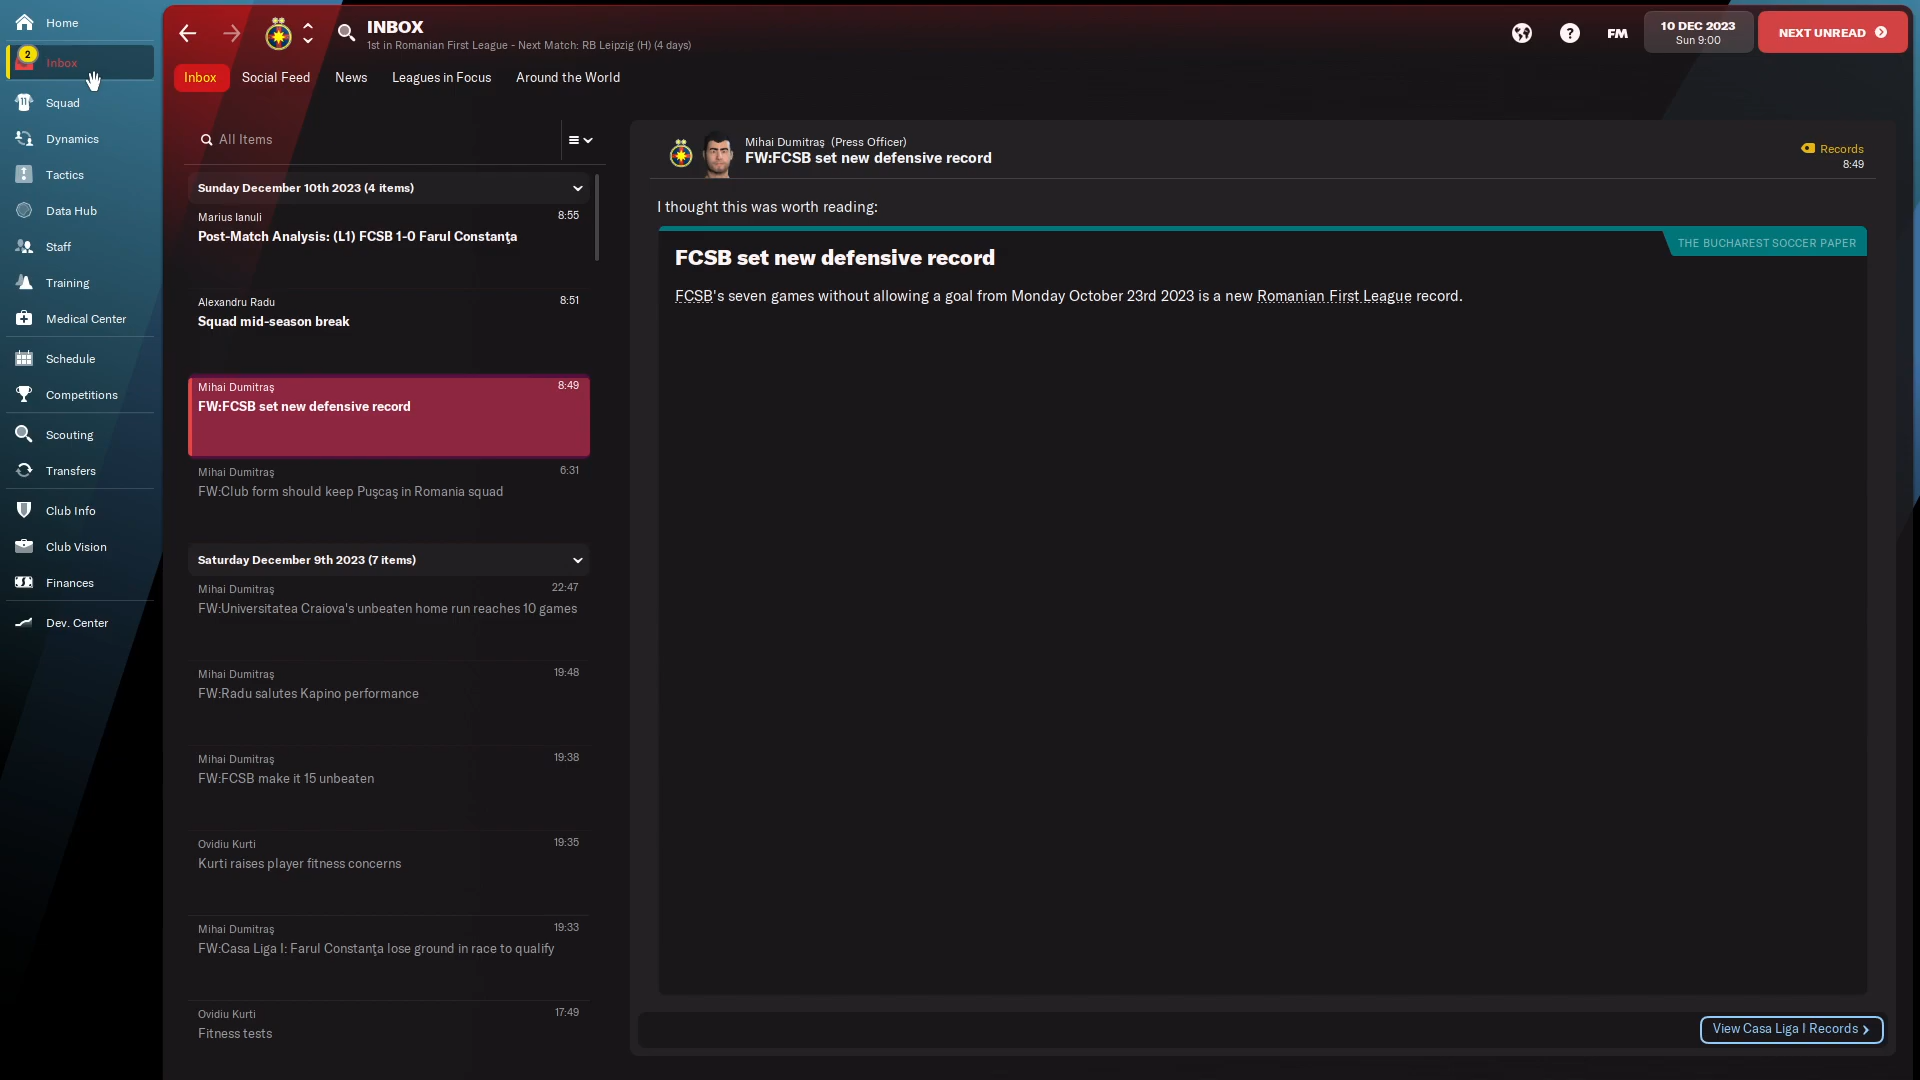 Home
2
Inbox
Squad
Dynamics
Tactics
Data Hub
Staff
Training
Medical Center
Schedule
Competitions
Scouting
Transfers
Club Info
Club Vision
Finances
Dev. Center
INBOX
1st in Romanian First League - Next Match: RB Leipzig (H) (4 days)
FM
10 DEC 2023
Sun 9:00
NEXT UNREAD
Inbox Social Feed News Leagues in Focus Around the World
All Items
Sunday December 10th 2023 (4 items)
Marius Ianuli 8:55
Post-Match Analysis: (L1) FCSB 1-0 Farul Constanţa
Alexandru Radu 8:51
Squad mid-season break
Mihai Dumitraş 8:49
FW:FCSB set new defensive record
Mihai Dumitraş 6:31
FW:Club form should keep Puşcaş in Romania squad
Saturday December 9th 2023 (7 items)
Mihai Dumitraş 22:47
FW:Universitatea Craiova's unbeaten home run reaches 10 games
Mihai Dumitraş 19:48
FW:Radu salutes Kapino performance
Mihai Dumitraş 19:38
FW:FCSB make it 15 unbeaten
Ovidiu Kurti 19:35
Kurti raises player fitness concerns
Mihai Dumitraş 19:33
FW:Casa Liga I: Farul Constanţa lose ground in race to qualify
Ovidiu Kurti 17:49
Fitness tests
Mihai Dumitraş (Press Officer)
FW:FCSB set new defensive record
Records
8:49
I thought this was worth reading:
THE BUCHAREST SOCCER PAPER
FCSB set new defensive record
FCSB's seven games without allowing a goal from Monday October 23rd 2023 is a new Romanian First League record.
View Casa Liga I Records